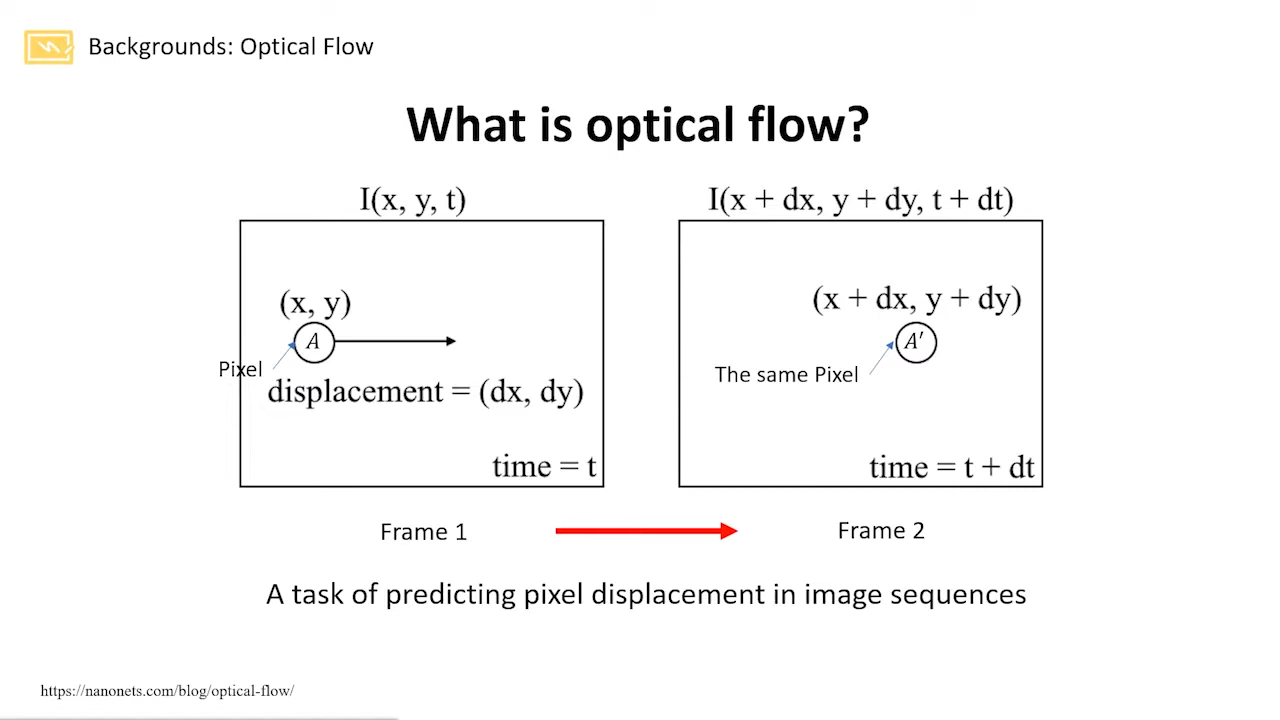 Backgrounds: Optical Flow
What is optical flow?
I(x, y, t)
I(x + dx, y + dy, t + dt)
(x, y)
A
Pixel
displacement = (dx, dy)
time = t
(x + dx, y + dy)
A′
The same Pixel
time = t + dt
Frame 1
Frame 2
A task of predicting pixel displacement in image sequences
https://nanonets.com/blog/optical-flow/